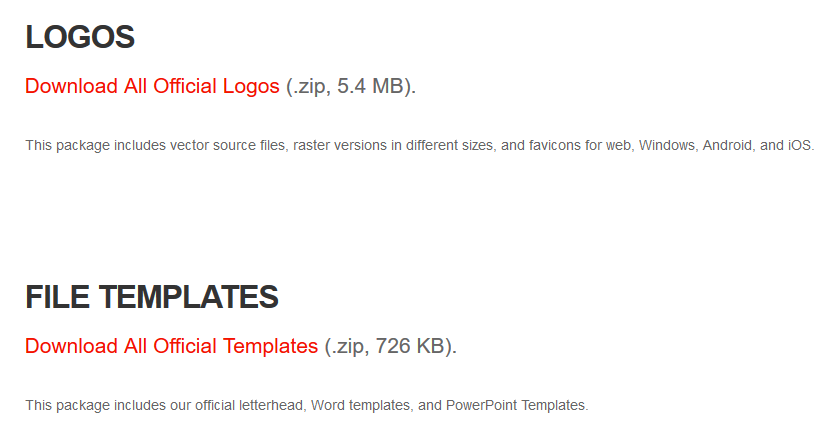 LOGOS
Download All Official Logos (.zip, 5.4 MB).
This package includes vector source files, raster versions in different sizes, and favicons for web, Windows, Android, and iOS.
FILE TEMPLATES
Download All Official Templates (.zip, 726 KB).
This package includes our official letterhead, Word templates, and PowerPoint Templates.